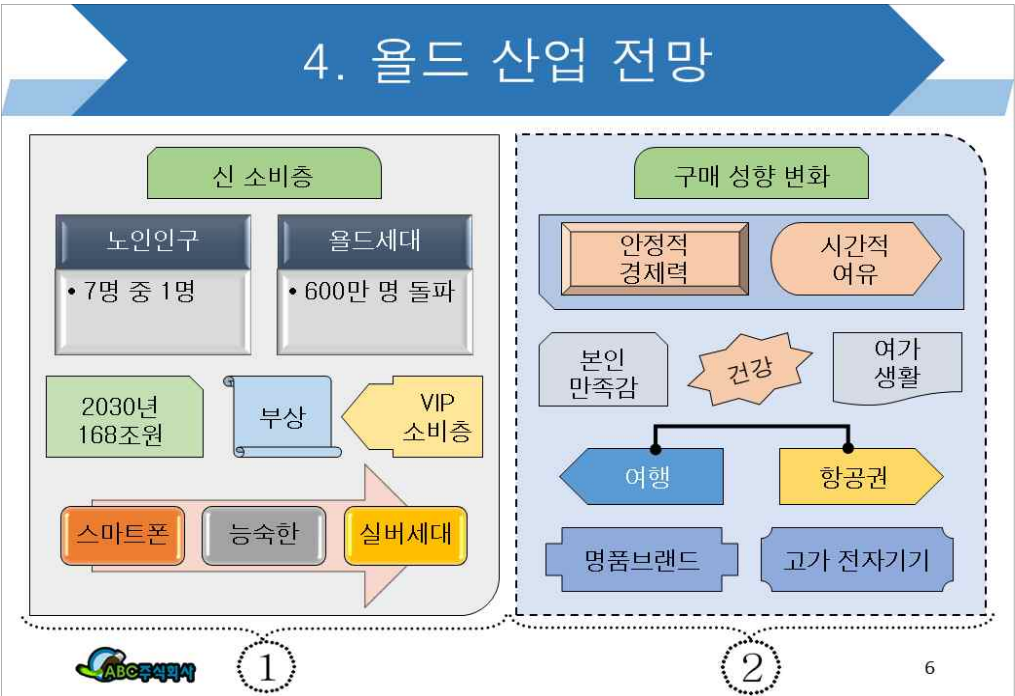 4. 욜드 산업 전망
신 소비층
노인인구
• 7명 중 1명
욜드세대
• 600만 명 돌파
2030년
168조원
부상
VIP
소비층
스마트폰
능숙한
실버세대
구매 성향 변화
안정적
경제력
시간적
여유
본인
만족감
건강
여가
생활
여행
항공권
명품브랜드
고가 전자기기
ABC주식회사
1
2
6